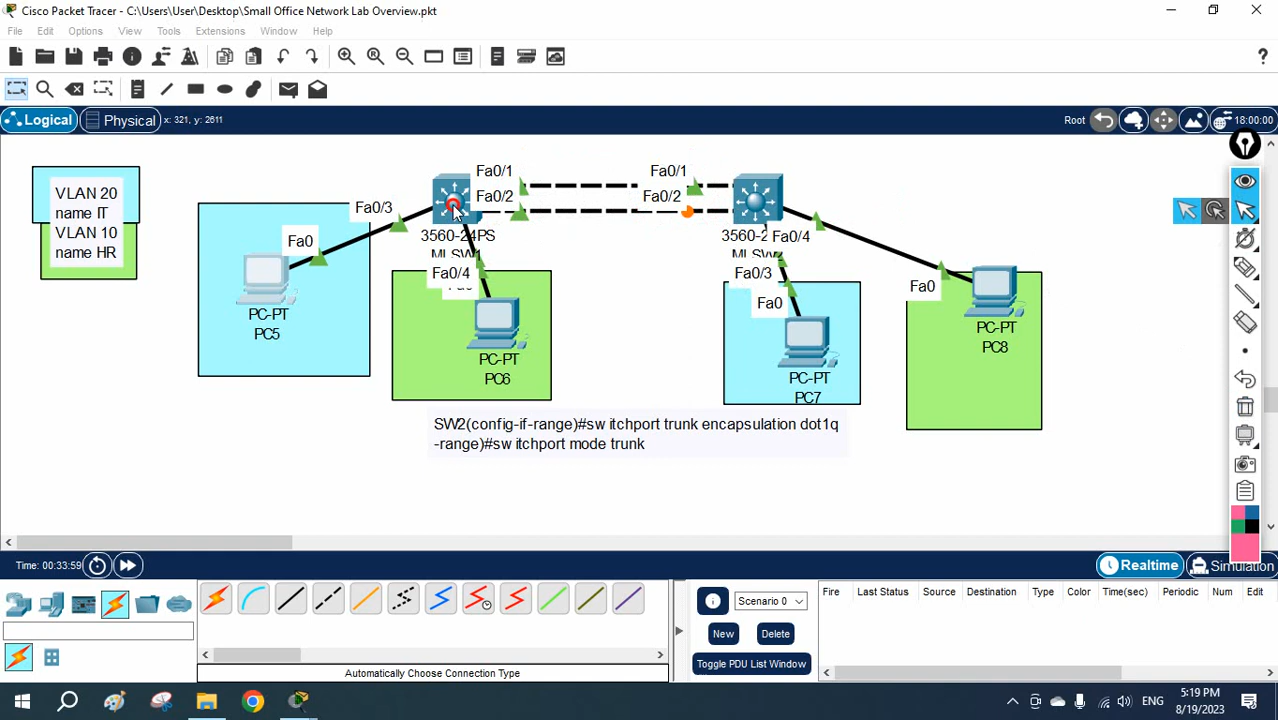 Cisco Packet Tracer - C:\Users\User\Desktop\Small Office Network Lab Overview.pkt
File Edit Options View Tools Extensions Window Help
Logical Physical x: 321, y: 2611 Root 18:00:00
VLAN 20
name IT
VLAN 10
name HR
Fa0/1 Fa0/1
Fa0/2 Fa0/2
Fa0/3
3560-24PS
Fa0/4
Fa0
Fa0/4
Fa0/3
Fa0
Fa0
PC-PT
PC5
PC-PT
PC6
PC-PT
PC7
PC-PT
PC8
SW2(config-if-range)#sw itchport trunk encapsulation dot1q
-range)#sw itchport mode trunk
Time: 00:33:59 Realtime Simulation
Scenario 0
New Delete
Toggle PDU List Window
Fire Last Status Source Destination Type Color Time(sec) Periodic Num Edit
Automatically Choose Connection Type
ENG
5:19 PM
8/19/2023